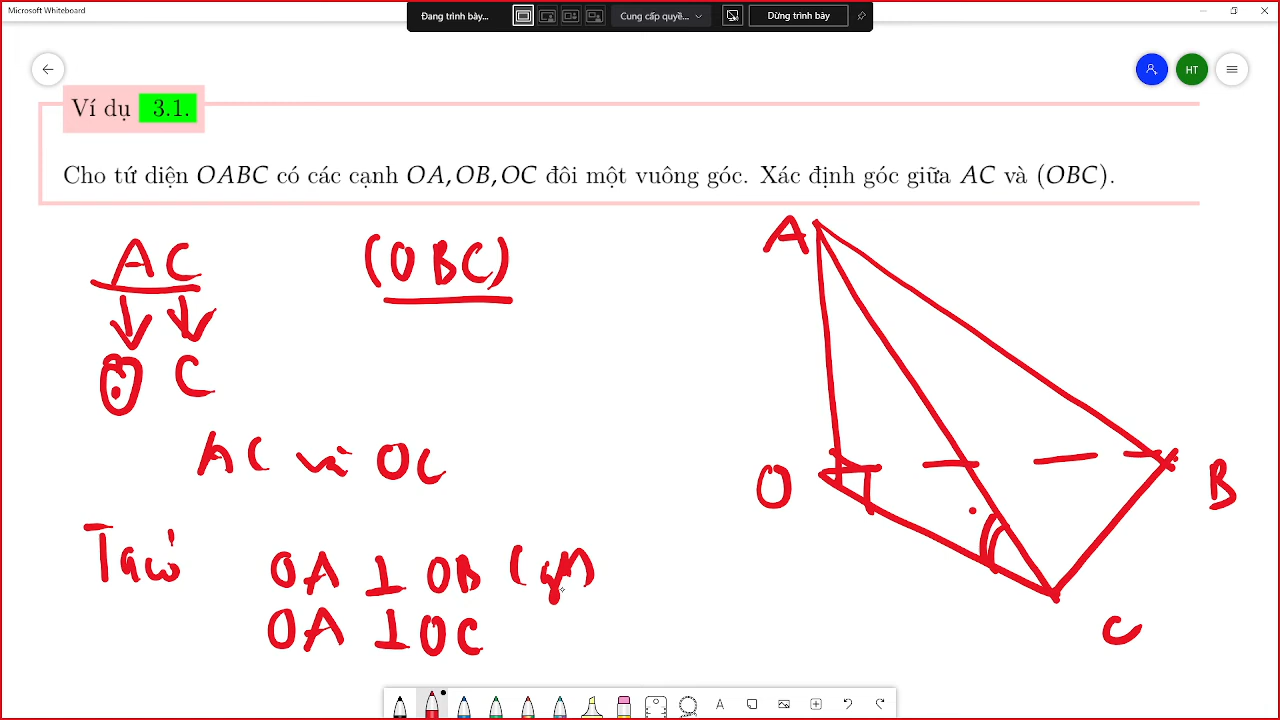 Microsoft Whiteboard
Đang trình bày...
Cung cấp quyề...
Dừng trình bày
HT
Ví dụ 3.1.
Cho tứ diện OABC có các cạnh OA, OB, OC đôi một vuông góc. Xác định góc giữa AC và (OBC).
AC (OBC)
O C
AC và OC
Ta có OA ⊥ OB (gt)
OA ⊥ OC
A
O
B
C
A